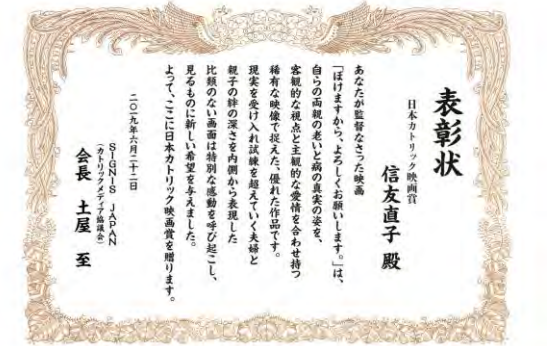 表彰状
日本カトリック映画賞
信友直子 殿
あなたが監督なさった映画
「ぼけますから、よろしくお願いします。」は、
自らの両親の老いと病の真実の姿を、
客観的な視点と主観的な愛情を合わせ持つ
稀有な映像で捉えた、優れた作品です。
現実を受け入れ試練を超えていく夫婦と
親子の絆の深さを内側から表現した
比類のない画面は特別な感動を呼び起こし、
見るものに新しい希望を与えました。
よって、ここに日本カトリック映画賞を贈ります。
二〇一九年六月二十二日
SIGNIS JAPAN
(カトリックメディア協議会)
会長 土屋 至